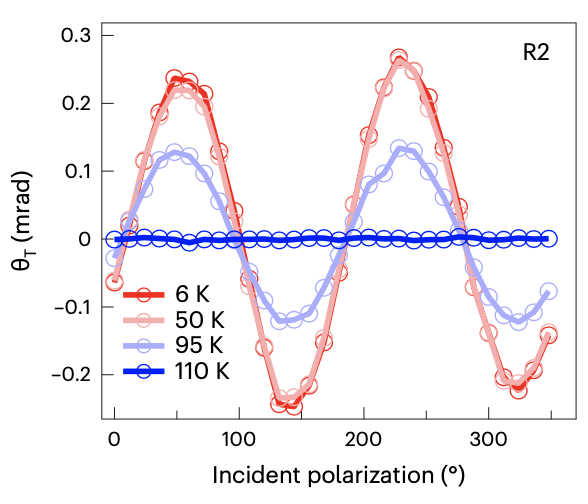 0.3
R2
0.2
0.1
0
−0.1
−0.2
θT (mrad)
6 K
50 K
95 K
110 K
0 100 200 300
Incident polarization (°)